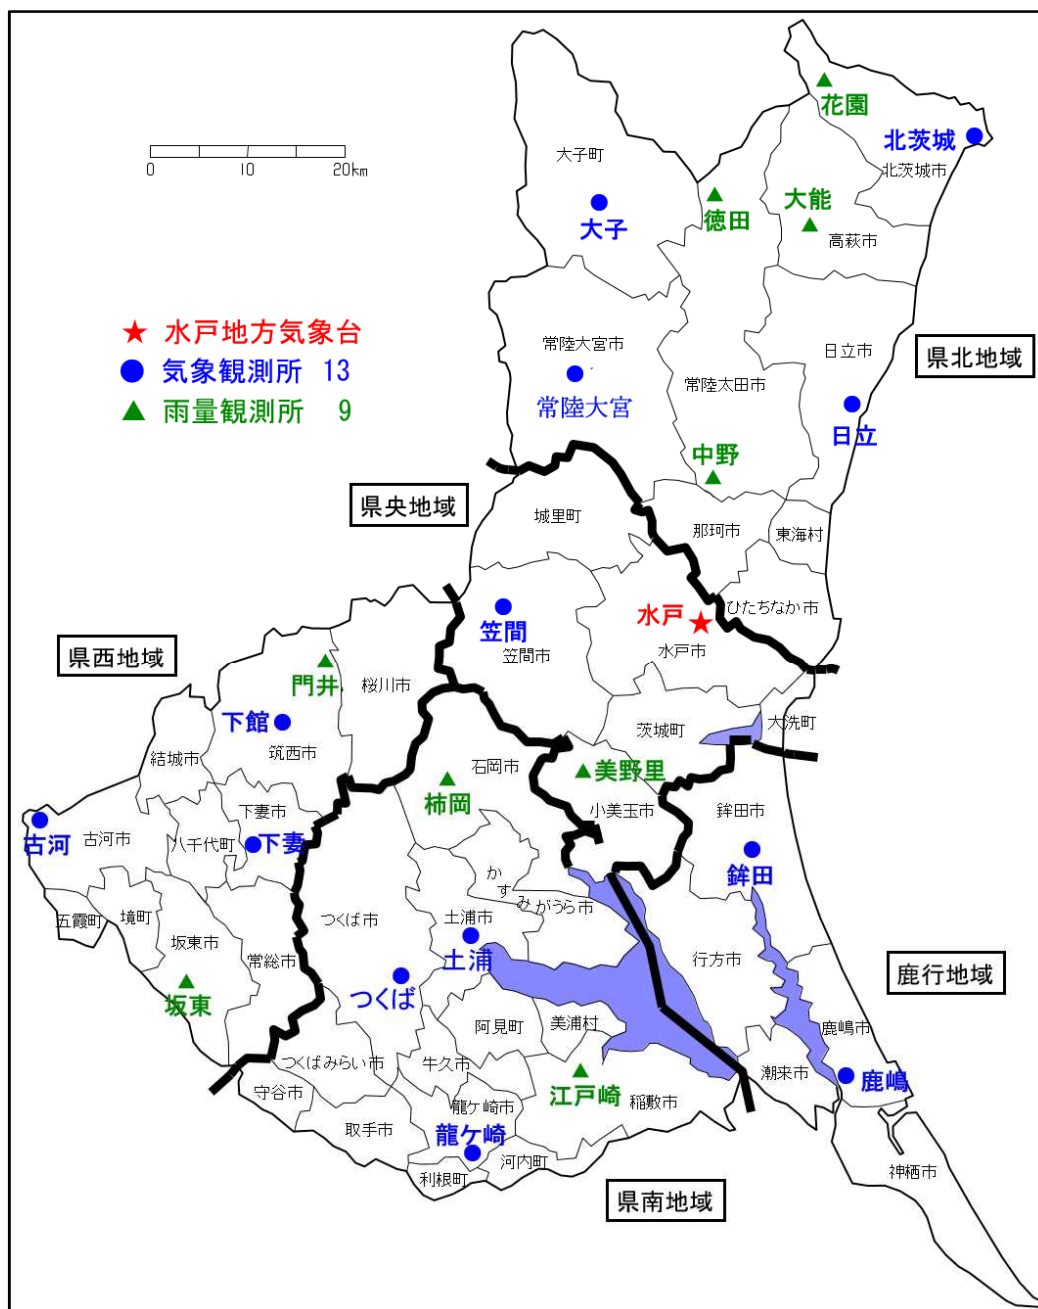 花園
北茨城
大子町
北茨城市
0 10 20km
大子
徳田
大能
高萩市
水戸地方気象台
気象観測所 13
雨量観測所 9
常陸大宮市
常陸大宮
常陸太田市
日立市
県北地域
日立
中野
県央地域
城里町
那珂市
東海村
ひたちなか市
水戸
水戸市
笠間
笠間市
県西地域
門井
桜川市
下館
筑西市
結城市
茨城町
大洗町
石岡市
柿岡
美野里
小美玉市
鉾田市
下妻市
古河
古河市
八千代町
下妻
鉾田
かすみがうら市
五霞町
境町
坂東市
坂東
常総市
つくば市
つくば
土浦市
土浦
行方市
鹿行地域
阿見町
美浦村
鹿嶋市
鹿嶋
潮来市
つくばみらい市
牛久市
守谷市
江戸崎
稲敷市
取手市
龍ケ崎市
龍ケ崎
河内町
利根町
神栖市
県南地域